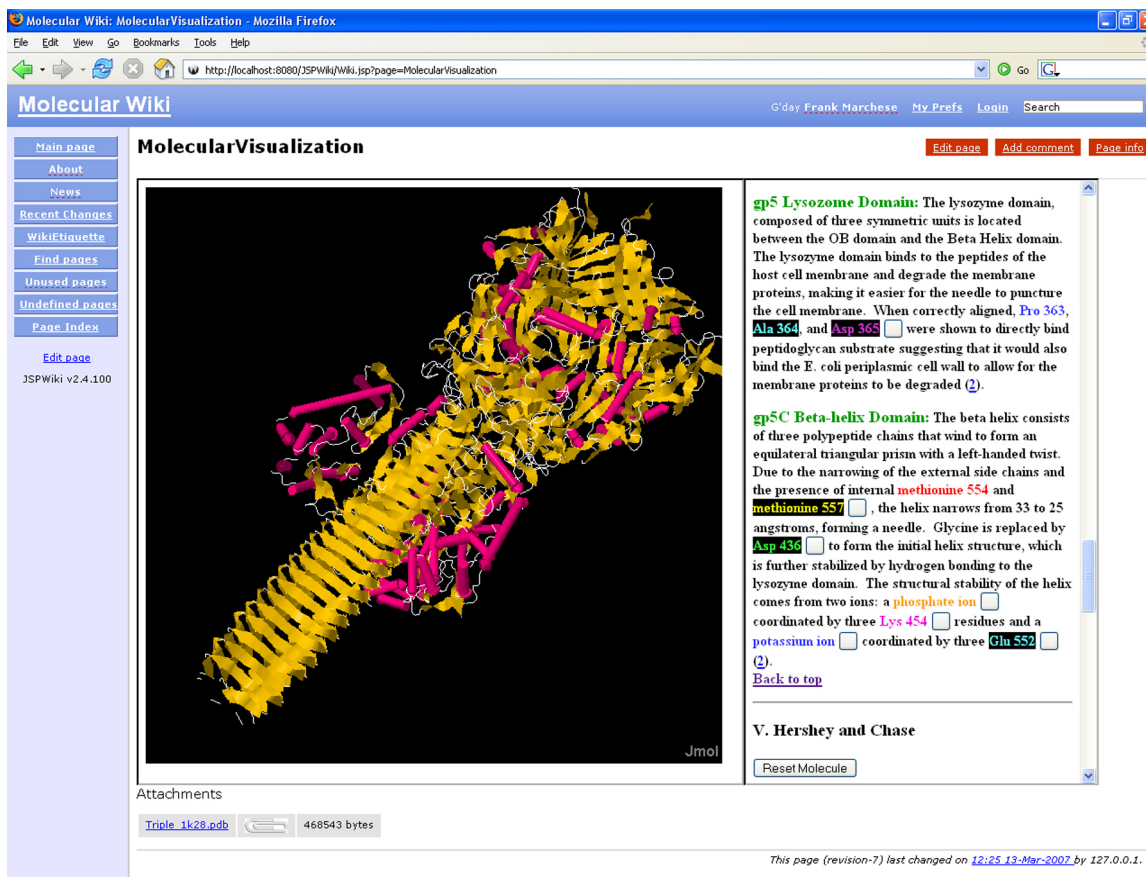 Molecular Wiki: MolecularVisualization - Mozilla Firefox
File Edit View Go Bookmarks Tools Help
http://localhost:8080/JSPWiki/Wiki.jsp?page=MolecularVisualization
Go
G
Molecular Wiki
G'day Frank Marchese My Prefs Login Search
Main page
About
News
Recent Changes
WikiEtiquette
Find pages
Unused pages
Undefined pages
Page Index
Edit page
JSPWiki v2.4.100
MolecularVisualization
Edit page Add comment Page info
Jmol
gp5 Lysozome Domain: The lysozyme domain,
composed of three symmetric units is located
between the OB domain and the Beta Helix domain.
The lysozyme domain binds to the peptides of the
host cell membrane and degrade the membrane
proteins, making it easier for the needle to puncture
the cell membrane. When correctly aligned, Pro 363,
Ala 364, and Asp 365 were shown to directly bind
peptidoglycan substrate suggesting that it would also
bind the E. coli periplasmic cell wall to allow for the
membrane proteins to be degraded (2).
gp5C Beta-helix Domain: The beta helix consists
of three polypeptide chains that wind to form an
equilateral triangular prism with a left-handed twist.
Due to the narrowing of the external side chains and
the presence of internal methionine 554 and
methionine 557 , the helix narrows from 33 to 25
angstroms, forming a needle. Glycine is replaced by
Asp 436 to form the initial helix structure, which
is further stabilized by hydrogen bonding to the
lysozyme domain. The structural stability of the helix
comes from two ions: a phosphate ion
coordinated by three Lys 454 residues and a
potassium ion coordinated by three Glu 552
(2).
Back to top
V. Hershey and Chase
Reset Molecule
Attachments
Triple_1k28.pdb 468543 bytes
This page (revision-7) last changed on 12:25 13-Mar-2007 by 127.0.0.1.